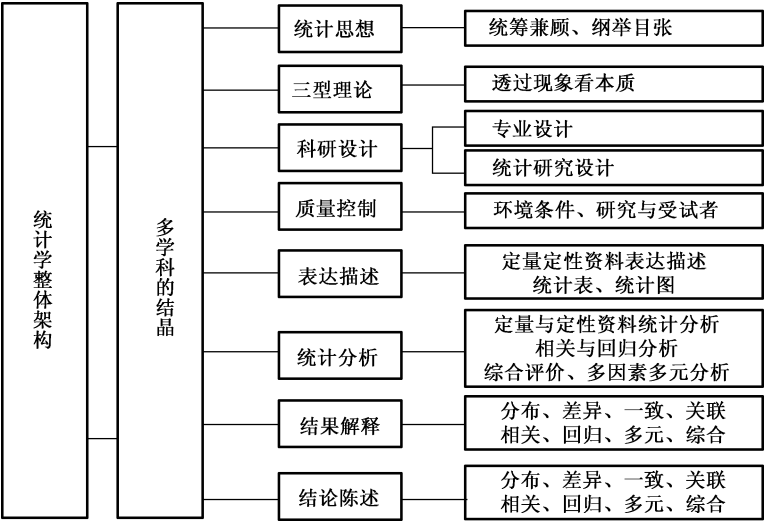 统计学整体架构
多学科的结晶
统计思想
统筹兼顾、纲举目张
三型理论
透过现象看本质
科研设计
专业设计
统计研究设计
质量控制
环境条件、研究与受试者
表达描述
定量定性资料表达描述
统计表、统计图
统计分析
定量与定性资料统计分析
相关与回归分析
综合评价、多因素多元分析
结果解释
分布、差异、一致、关联
相关、回归、多元、综合
结论陈述
分布、差异、一致、关联
相关、回归、多元、综合